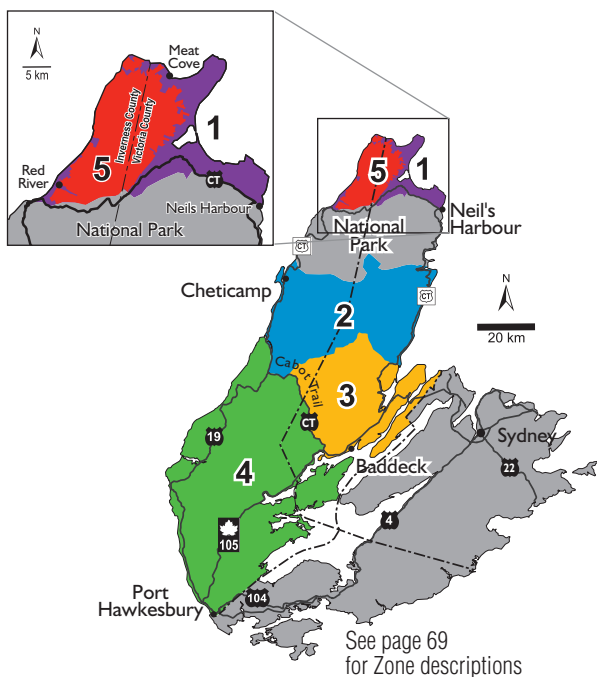 N
5 km
Meat
Cove
Inverness County
Victoria County
1
5
Red
River
CT
Neils Harbour
National Park
5
1
Neil's
Harbour
National
Park
CT
N
20 km
Cheticamp
CT
2
Cabot Trail
3
CT
19
Sydney
4
Baddeck
22
4
105
Port
Hawkesbury
104
See page 69
for Zone descriptions